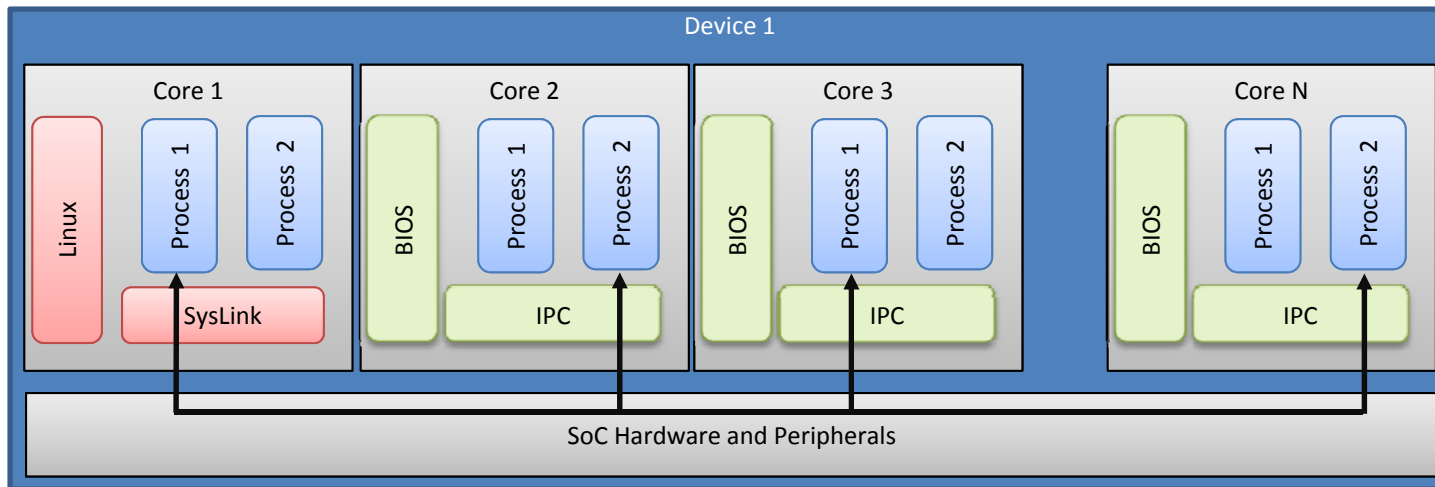 Device 1
Core 1
Linux
Process 1
Process 2
SysLink
Core 2
BIOS
Process 1
Process 2
IPC
Core 3
BIOS
Process 1
Process 2
IPC
Core N
BIOS
Process 1
Process 2
IPC
SoC Hardware and Peripherals